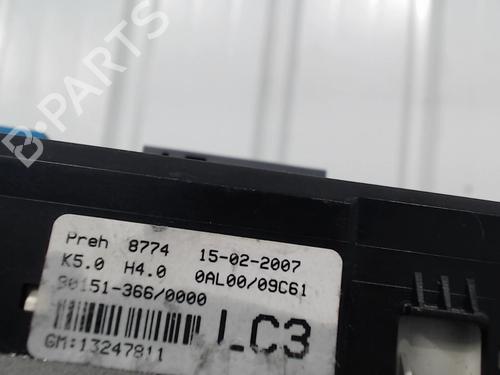 B-PARTS
Preh 8774 15-02-2007
K5.0 H4.0 0AL00/09C61
90151-366/0000
LC3
GM:13247811